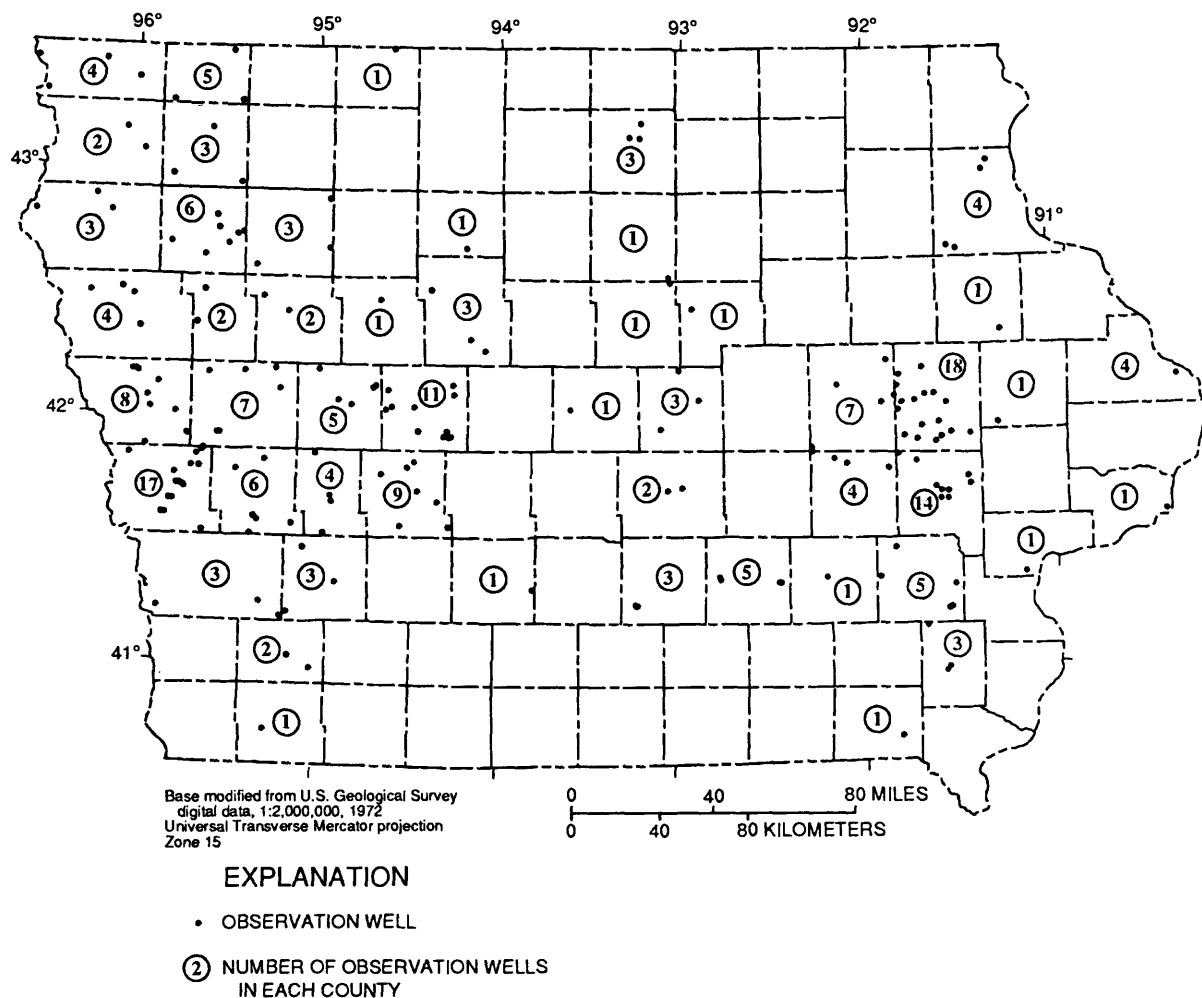 96° 95° 94° 93° 92°
4 5 1
2 3 3
43°
4
3 6 3 1 1 91°
4 2 2 1 3 1 1 1
8 7 5 11 1 3 7 18 1 4
42°
17 6 4 9 2 4 14 1
1
3 3 1 3 5 1 5
2 3
41°
1 1
Base modified from U.S. Geological Survey
digital data, 1:2,000,000, 1972
Universal Transverse Mercator projection
Zone 15
0 40 80 MILES
0 40 80 KILOMETERS
EXPLANATION
OBSERVATION WELL
2 NUMBER OF OBSERVATION WELLS
IN EACH COUNTY